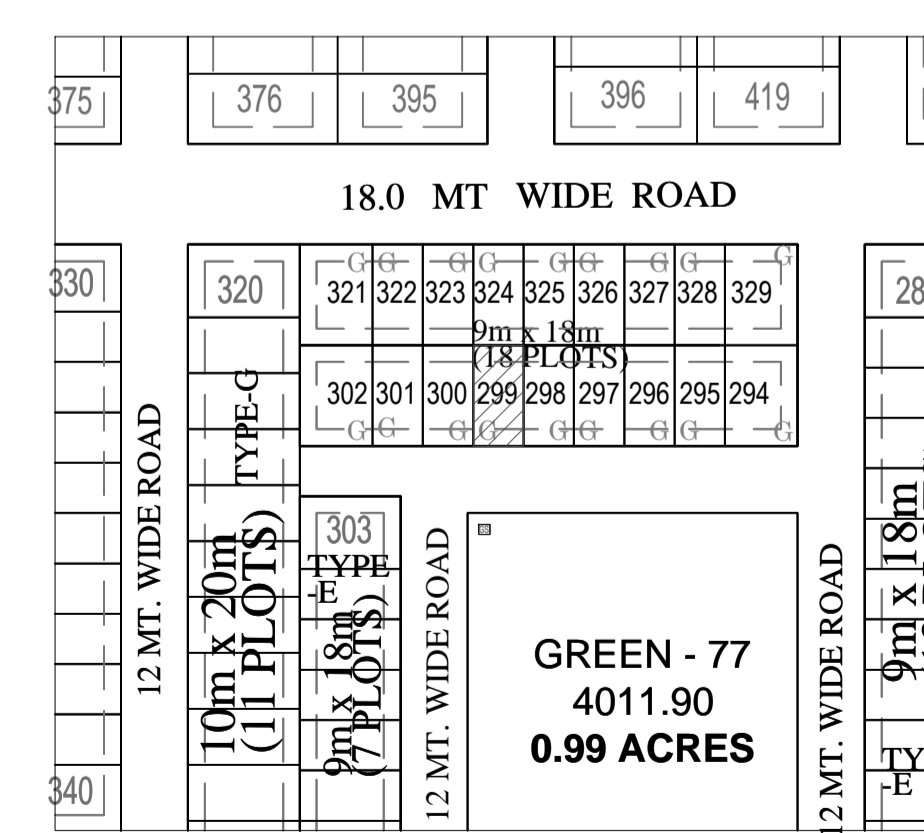 375
376
395
396
419
18.0 MT WIDE ROAD
330
320
G G G G G G G G G
321 322 323 324 325 326 327 328 329
28
9m x 18m
(18 PLOTS)
302 301 300 299 298 297 296 295 294
G C G G G G G G G
12 MT. WIDE ROAD
TYPE-G
10m x 20m
(11 PLOTS)
303
TYPE
-E
9m x 18m
(7 PLOTS)
12 MT. WIDE ROAD
GREEN - 77
4011.90
0.99 ACRES
12 MT. WIDE ROAD
9m x 18m
TY
-E
340